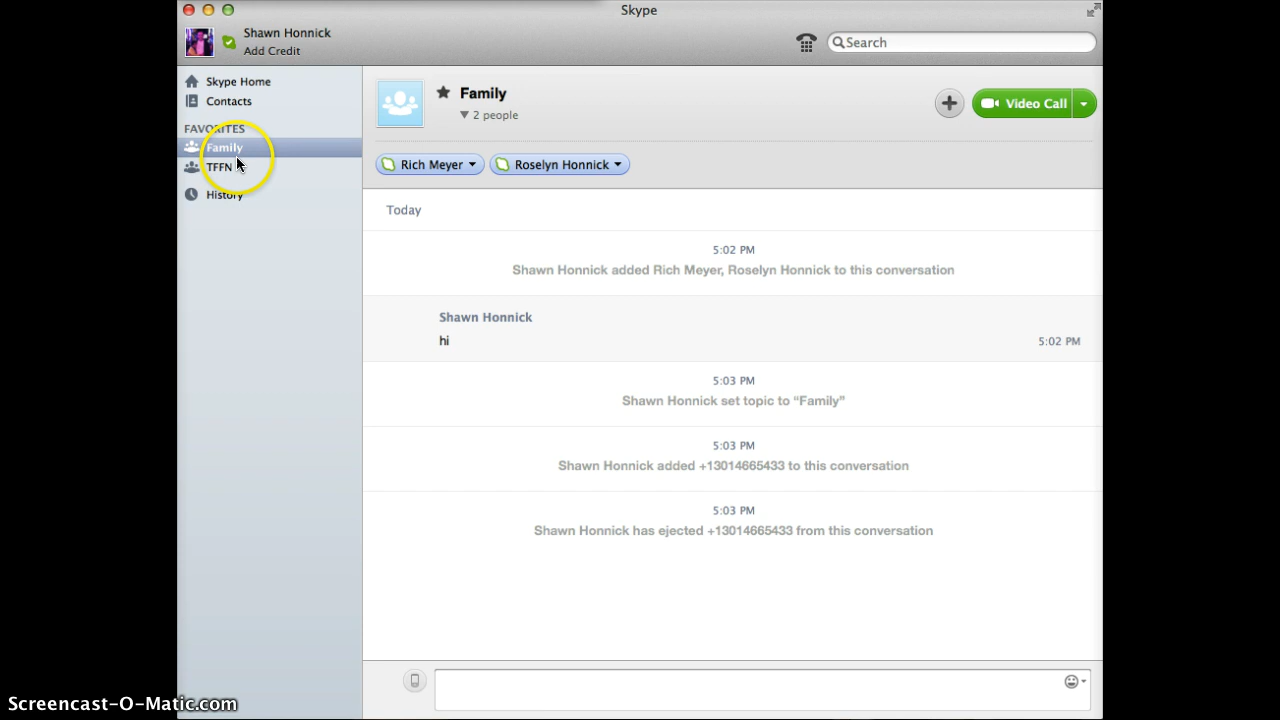 Skype
Shawn Honnick
Add Credit
Search
Skype Home
Contacts
FAVORITES
Family
TFFN
History
Family
2 people
Video Call
Rich Meyer
Roselyn Honnick
Today
5:02 PM
Shawn Honnick added Rich Meyer, Roselyn Honnick to this conversation
Shawn Honnick
hi 5:02 PM
5:03 PM
Shawn Honnick set topic to “Family”
5:03 PM
Shawn Honnick added +13014665433 to this conversation
5:03 PM
Shawn Honnick has ejected +13014665433 from this conversation
Screencast-O-Matic.com